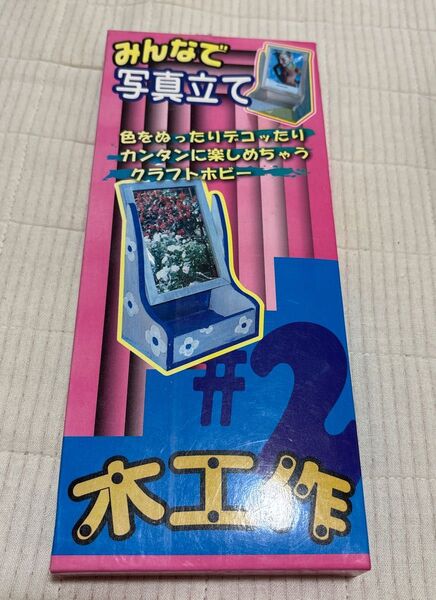 みんなで
写真立て
色をぬったりデコッたり
カンタンに楽しめちゃう
クラフトホビー
#2
木工作